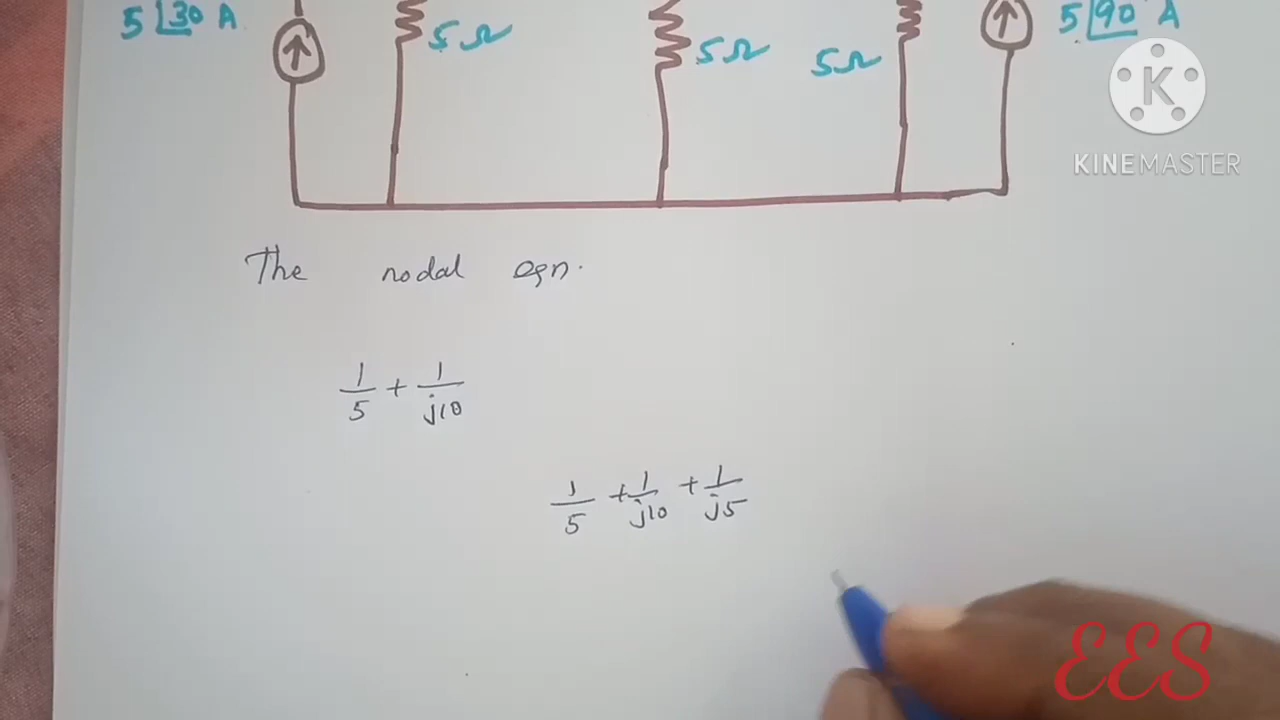 5∠30 A
5Ω
5Ω
5Ω
5∠90 A
K
KINEMASTER
The nodal eqn.
1/5 + 1/j10
1/5 + 1/j10 + 1/j5
EES